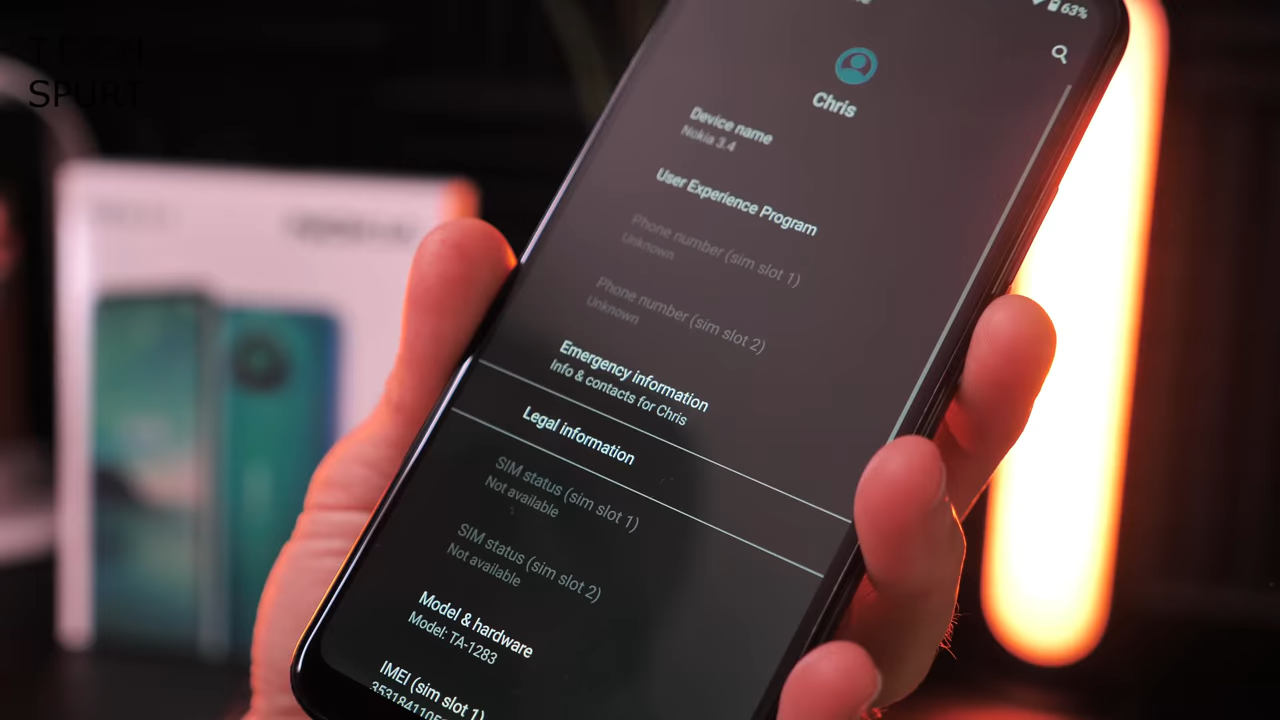 TECH
SPURT
63%
Chris
Device name
Nokia 3.4
User Experience Program
Phone number (sim slot 1)
Unknown
Phone number (sim slot 2)
Unknown
Emergency information
Info & contacts for Chris
Legal information
SIM status (sim slot 1)
Not available
SIM status (sim slot 2)
Not available
Model & hardware
Model: TA-1283
IMEI (sim slot 1)